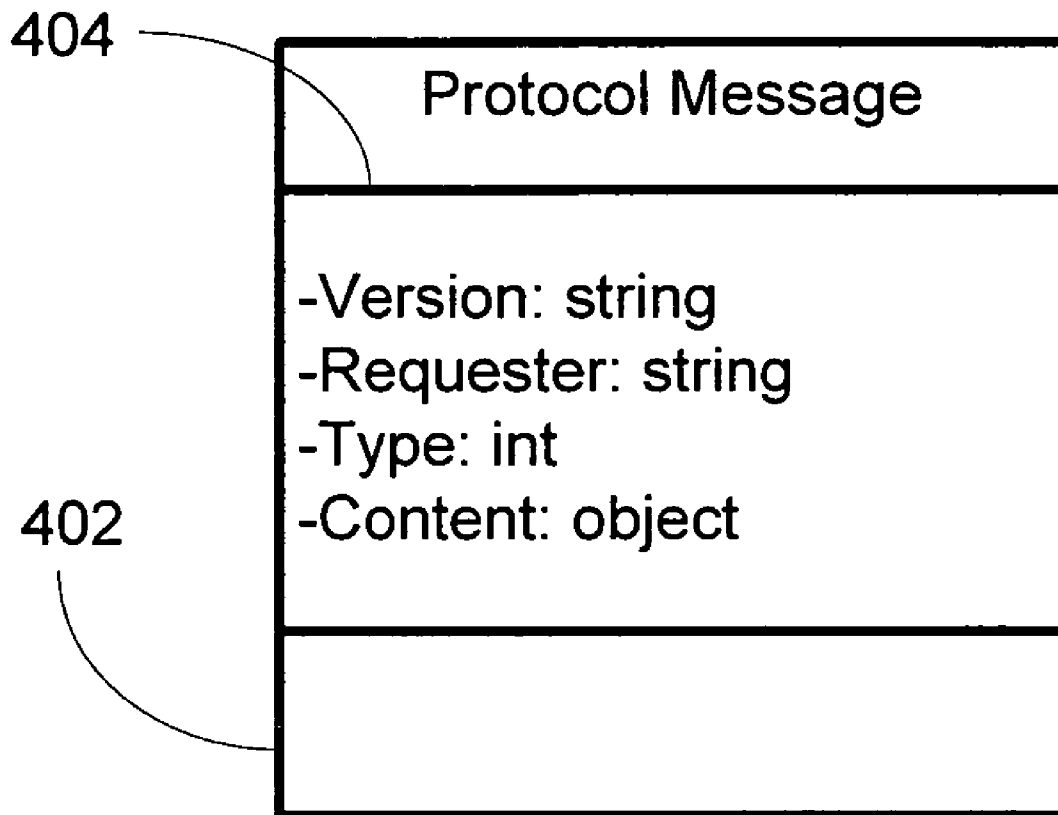 404
Protocol Message
-Version: string
-Requester: string
-Type: int
-Content: object
402